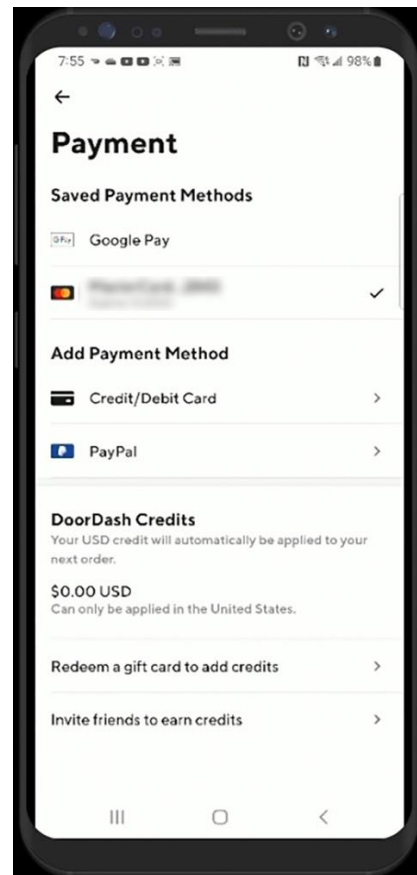 7:55
98%
Payment
Saved Payment Methods
G Pay Google Pay
Add Payment Method
Credit/Debit Card
PayPal
DoorDash Credits
Your USD credit will automatically be applied to your
next order.
$0.00 USD
Can only be applied in the United States.
Redeem a gift card to add credits
Invite friends to earn credits